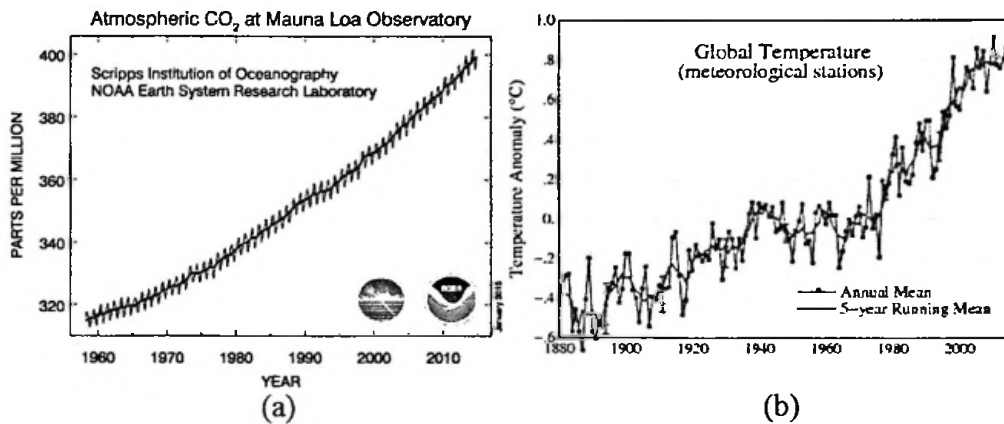 Atmospheric CO2 at Mauna Loa Observatory
400
380
360
340
320
PARTS PER MILLION
Scripps Institution of Oceanography
NOAA Earth System Research Laboratory
January 2015
1960 1970 1980 1990 2000 2010
YEAR
(a)
1.0
.8
.6
.4
.2
0.
-.2
-.4
-.6
Temperature Anomaly (°C)
Global Temperature
(meteorological stations)
Annual Mean
5-year Running Mean
1880 1900 1920 1940 1960 1980 2000
(b)